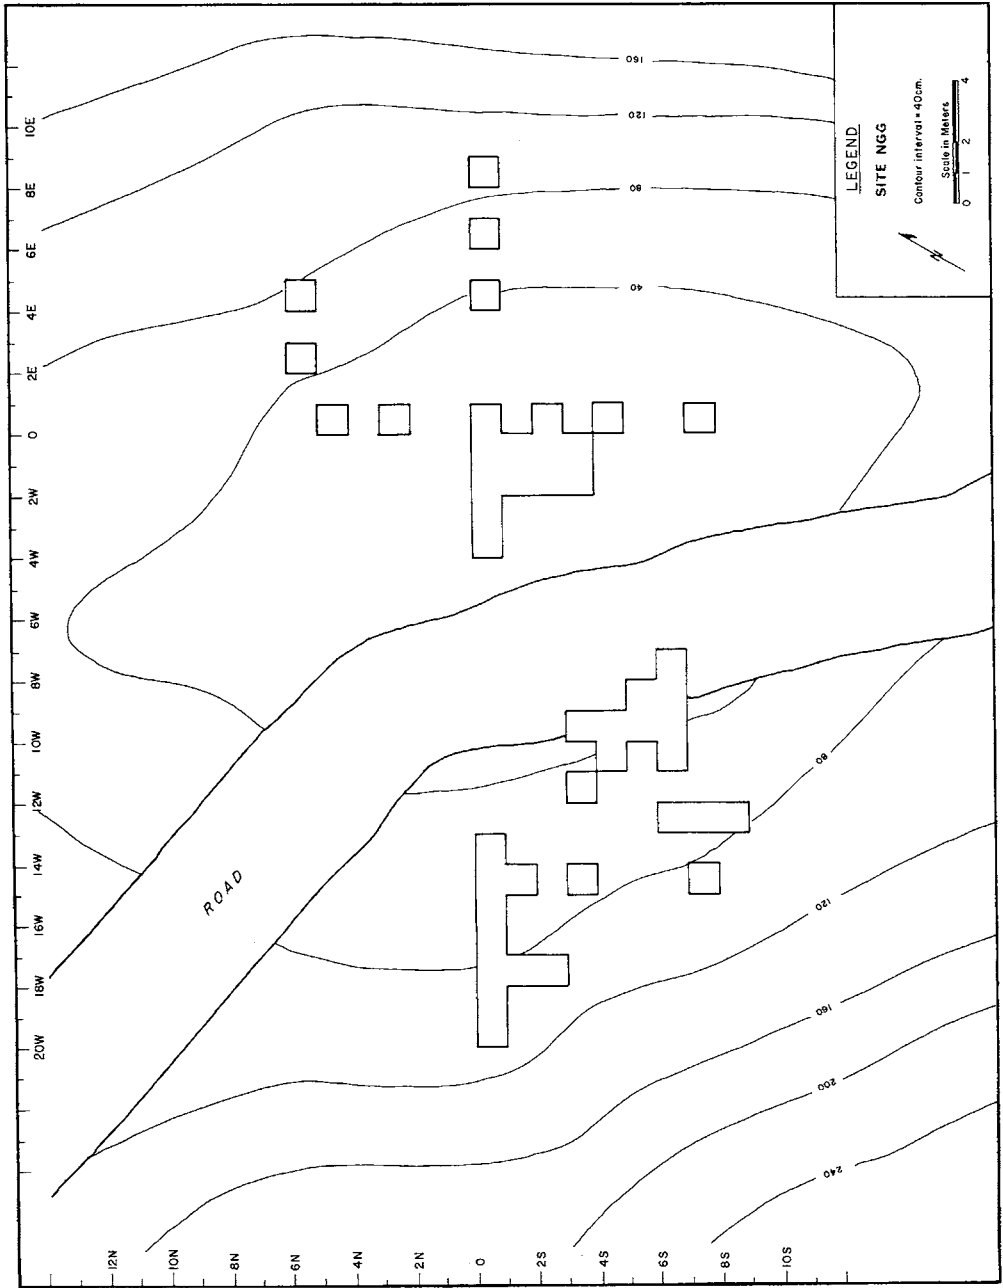 10E
8E
6E
4E
2E
0
2W
4W
6W
8W
10W
12W
14W
16W
18W
20W
12N
10N
8N
6N
4N
2N
0
2S
4S
6S
8S
10S
160
120
80
40
ROAD
80
120
160
200
240
LEGEND
SITE NGG
Contour interval = 40cm.
Scale in Meters
0 1 2 4
N